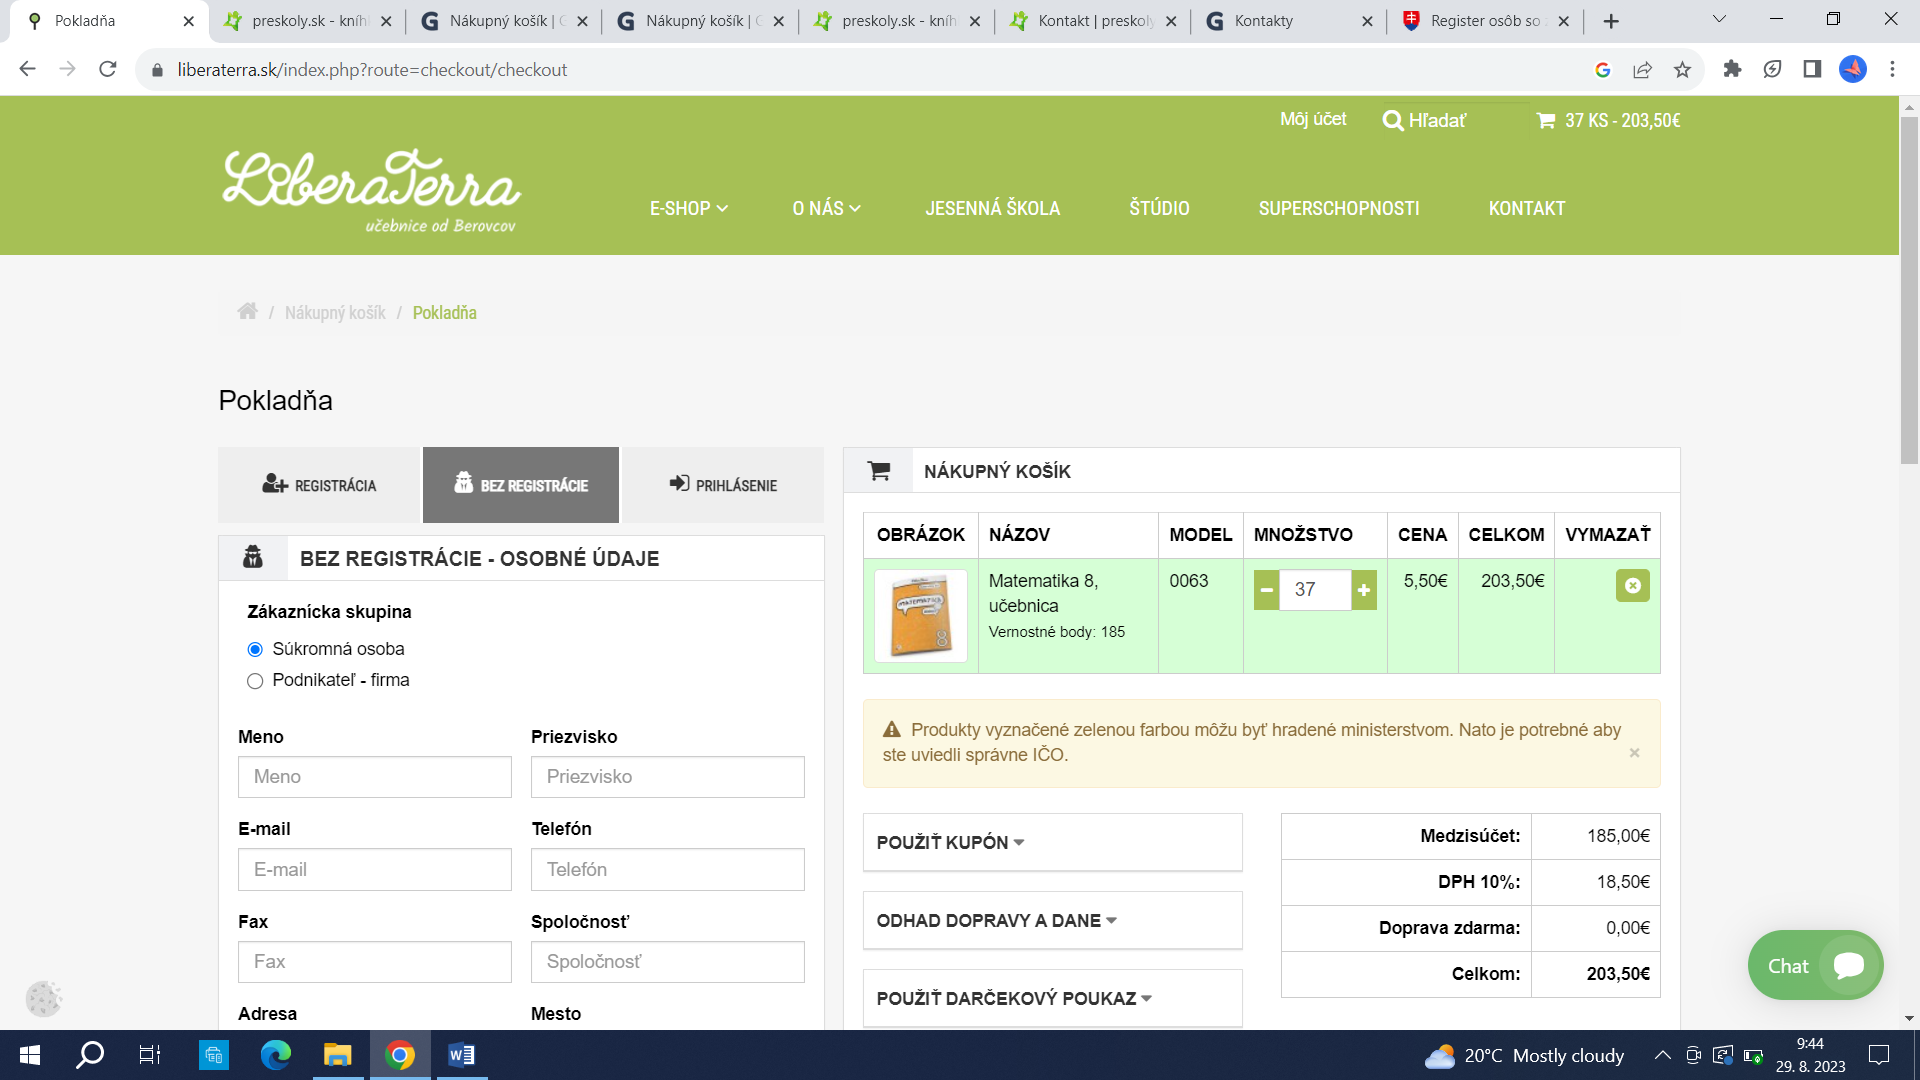 Pokladňa
preskoly.sk - kníh
Nákupný košík | G
Nákupný košík | G
preskoly.sk - kníh
Kontakt | preskoly
Kontakty
Register osôb so
liberaterra.sk/index.php?route=checkout/checkout
Môj účet
Hľadať
37 KS - 203,50€
LiberaTerra
učebnice od Berovcov
E-SHOP
O NÁS
JESENNÁ ŠKOLA
ŠTÚDIO
SUPERSCHOPNOSTI
KONTAKT
/ Nákupný košík / Pokladňa
Pokladňa
REGISTRÁCIA
BEZ REGISTRÁCIE
PRIHLÁSENIE
BEZ REGISTRÁCIE - OSOBNÉ ÚDAJE
Zákaznícka skupina
Súkromná osoba
Podnikateľ - firma
Meno
Priezvisko
Meno
Priezvisko
E-mail
Telefón
E-mail
Telefón
Fax
Spoločnosť
Fax
Spoločnosť
Adresa
Mesto
NÁKUPNÝ KOŠÍK
OBRÁZOK NÁZOV MODEL MNOŽSTVO CENA CELKOM VYMAZAŤ
Matematika 8, 0063 37 5,50€ 203,50€
učebnica
Vernostné body: 185
MATEMATIKA
8
Produkty vyznačené zelenou farbou môžu byť hradené ministerstvom. Nato je potrebné aby
ste uviedli správne IČO.
×
POUŽIŤ KUPÓN
ODHAD DOPRAVY A DANE
POUŽIŤ DARČEKOVÝ POUKAZ
Medzisúčet: 185,00€
DPH 10%: 18,50€
Doprava zdarma: 0,00€
Celkom: 203,50€
Chat
20°C Mostly cloudy
9:44
29. 8. 2023